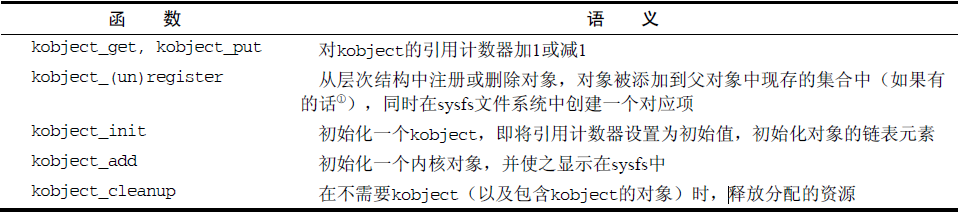 函 数 语 义
kobject_get, kobject_put 对kobject的引用计数器加1或减1
kobject_(un)register 从层次结构中注册或删除对象，对象被添加到父对象中现存的集合中（如果有
的话①），同时在sysfs文件系统中创建一个对应项
kobject_init 初始化一个kobject，即将引用计数器设置为初始值，初始化对象的链表元素
kobject_add 初始化一个内核对象，并使之显示在sysfs中
kobject_cleanup 在不需要kobject（以及包含kobject的对象）时，释放分配的资源